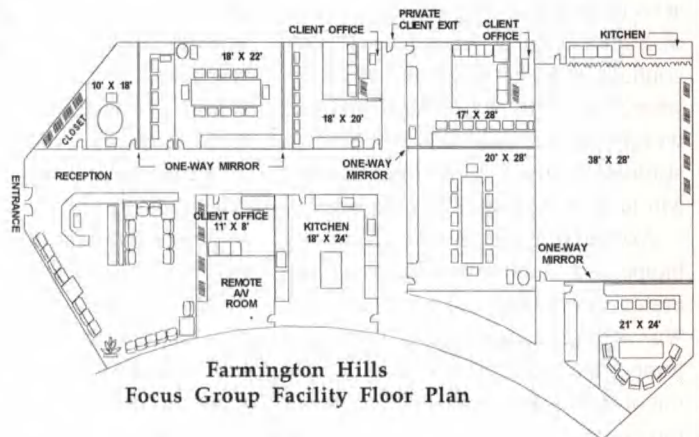 PRIVATE
CLIENT EXIT
CLIENT OFFICE
CLIENT
OFFICE
KITCHEN
18' X 22'
10' X 18'
CLOSET
18' X 20'
17' X 28'
ONE-WAY MIRROR
ONE-WAY
MIRROR
20' X 28'
38' X 28'
RECEPTION
ENTRANCE
CLIENT OFFICE
11' X 8'
KITCHEN
18' X 24'
REMOTE
A/V
ROOM
ONE-WAY
MIRROR
21' X 24'
Farmington Hills
Focus Group Facility Floor Plan